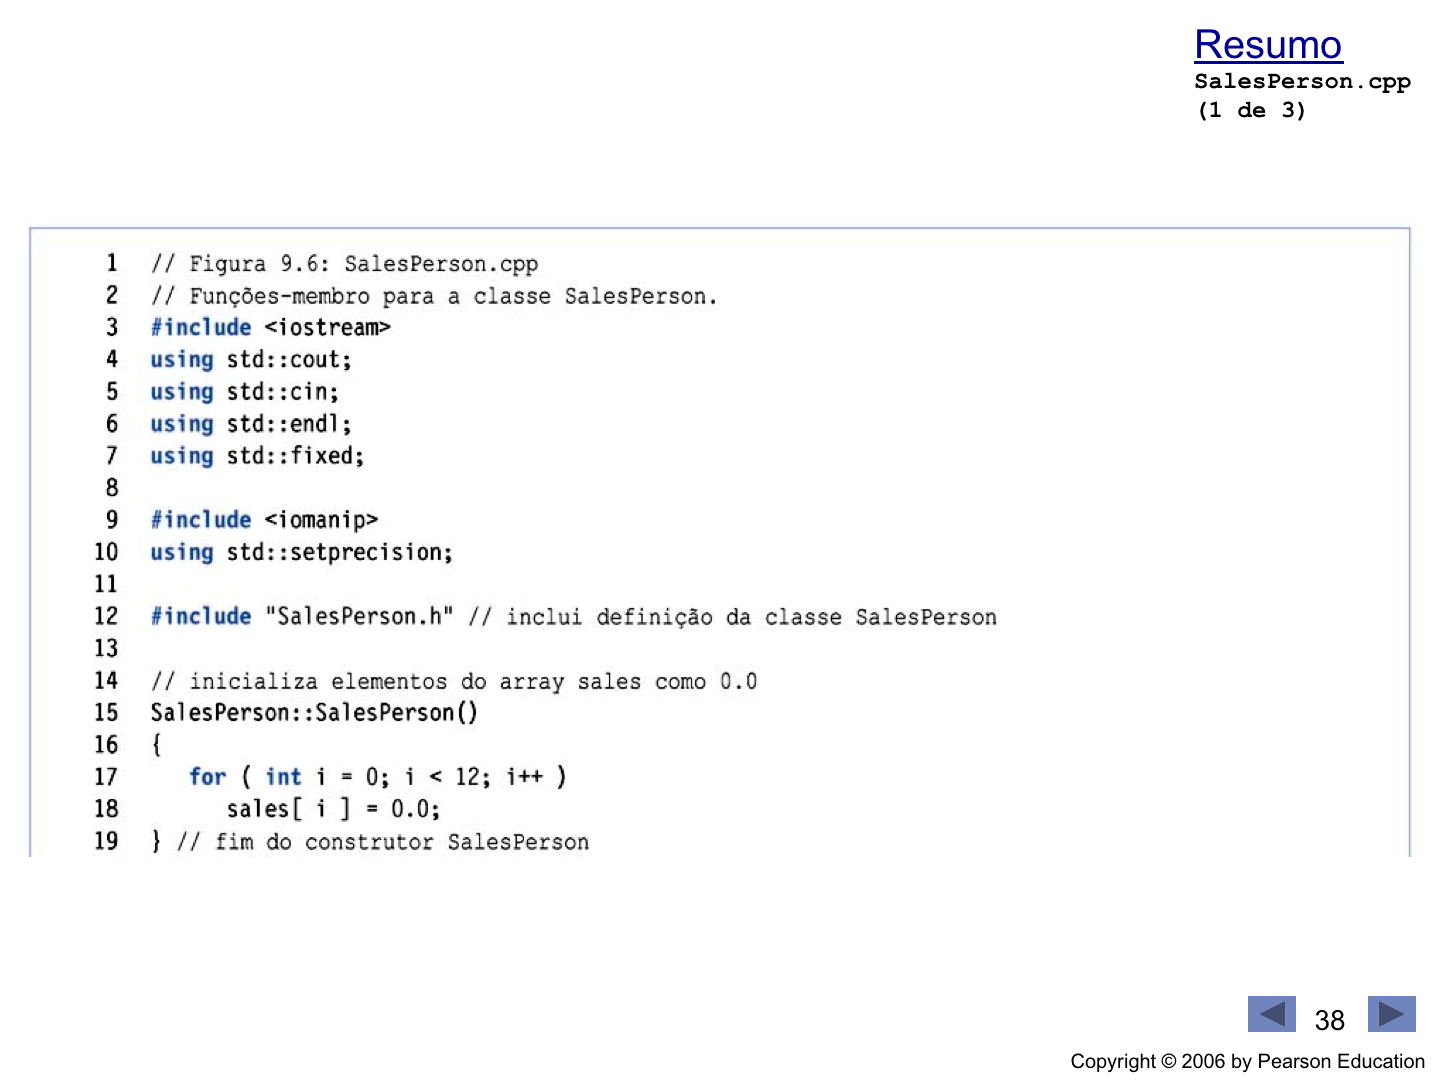 Resumo
SalesPerson.cpp
(1 de 3)
1 // Figura 9.6: SalesPerson.cpp
2 // Funções-membro para a classe SalesPerson.
3 #include <iostream>
4 using std::cout;
5 using std::cin;
6 using std::endl;
7 using std::fixed;
8
9 #include <iomanip>
10 using std::setprecision;
11
12 #include "SalesPerson.h" // inclui definição da classe SalesPerson
13
14 // inicializa elementos do array sales como 0.0
15 SalesPerson::SalesPerson()
16 {
17    for ( int i = 0; i < 12; i++ )
18       sales[ i ] = 0.0;
19 } // fim do construtor SalesPerson
38
Copyright © 2006 by Pearson Education